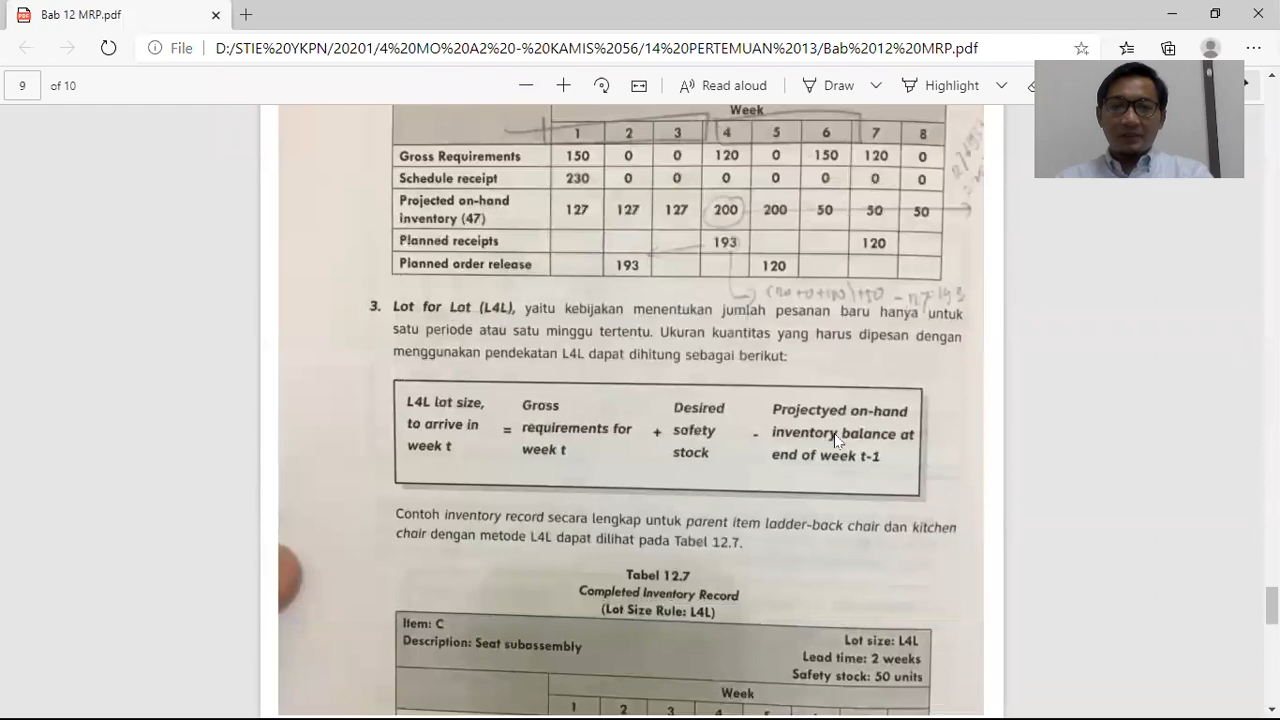 Bab 12 MRP.pdf
File D:/STIE%20YKPN/20201/4%20MO%20A2%20-%20KAMIS%2056/14%20PERTEMUAN%2013/Bab%2012%20MRP.pdf
9 of 10 Read aloud Draw Highlight
Week
1 2 3 4 5 6 7 8
Gross Requirements 150 0 0 120 0 150 120 0
Schedule receipt 230 0 0 0 0 0 0 0
Projected on-hand
inventory (47) 127 127 127 200 200 50 50 50
Planned receipts 193 120
Planned order release 193 120
3. Lot for Lot (L4L), yaitu kebijakan menentukan jumlah pesanan baru hanya untuk
satu periode atau satu minggu tertentu. Ukuran kuantitas yang harus dipesan dengan
menggunakan pendekatan L4L dapat dihitung sebagai berikut:
L4L lot size, Gross Desired Projectyed on-hand
to arrive in = requirements for + safety - inventory balance at
week t week t stock end of week t-1
Contoh inventory record secara lengkap untuk parent item ladder-back chair dan kitchen
chair dengan metode L4L dapat dilihat pada Tabel 12.7.
Tabel 12.7
Completed Inventory Record
(Lot Size Rule: L4L)
Item: C Lot size: L4L
Description: Seat subassembly Lead time: 2 weeks
Safety stock: 50 units
Week
1 2 3 4 5 6 7 8